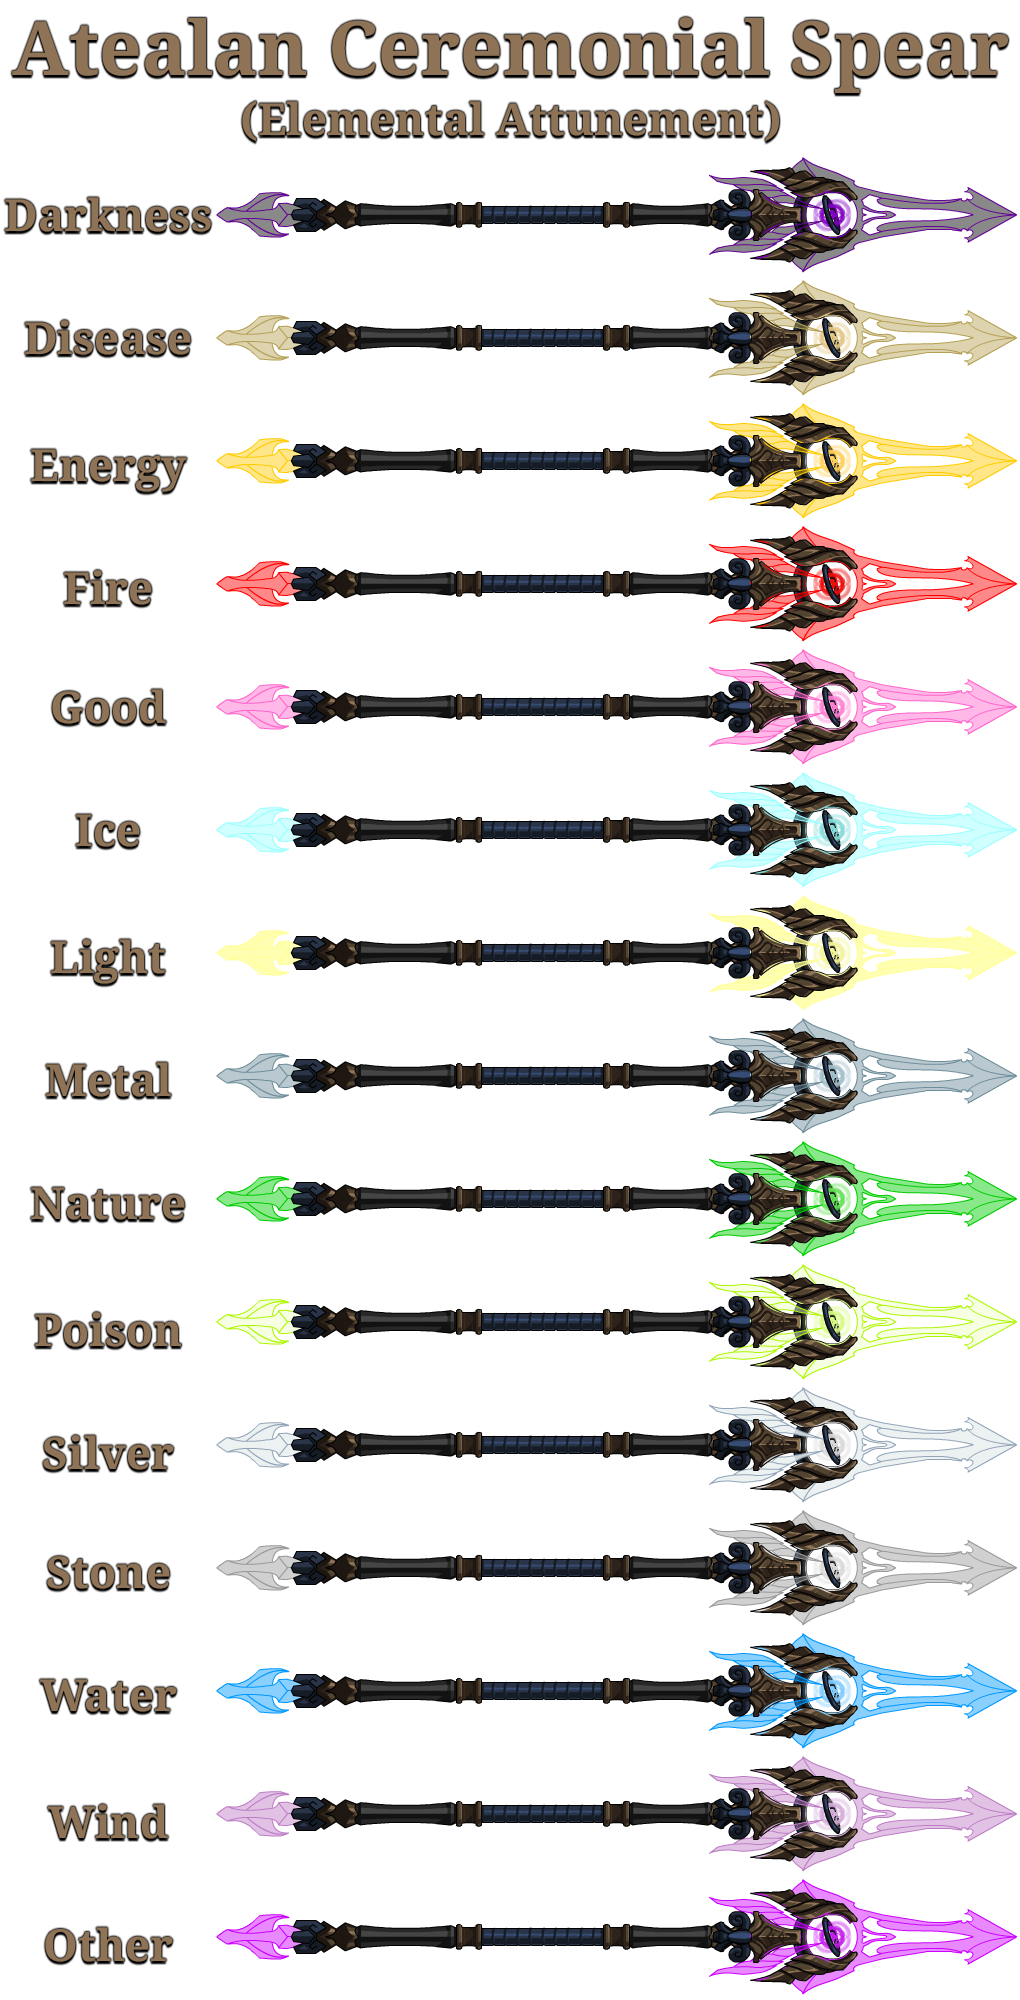 Atealan Ceremonial Spear
(Elemental Attunement)
Darkness
Disease
Energy
Fire
Good
Ice
Light
Metal
Nature
Poison
Silver
Stone
Water
Wind
Other